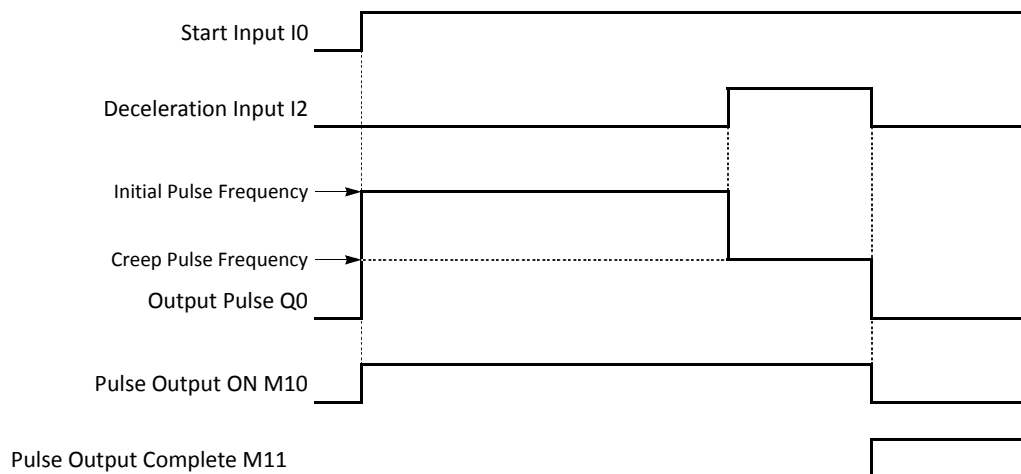 Start Input I0
Deceleration Input I2
Initial Pulse Frequency
Creep Pulse Frequency
Output Pulse Q0
Pulse Output ON M10
Pulse Output Complete M11